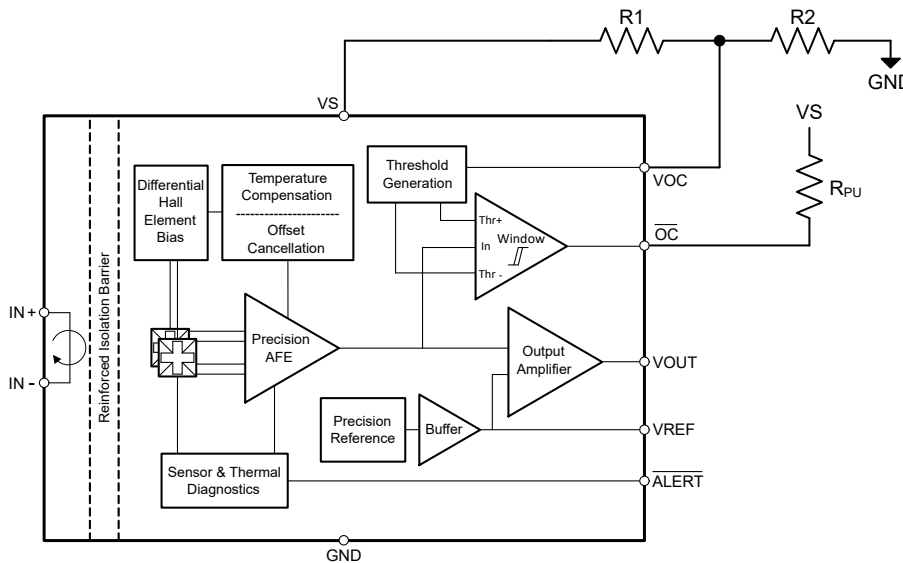 R1
R2
GND
VS
VS
R_PU
Differential
Hall
Element
Bias
Temperature
Compensation
Offset
Cancellation
Threshold
Generation
VOC
Thr+
In
Window
Thr -
OC
Reinforced Isolation Barrier
IN +
IN -
Precision
AFE
Output
Amplifier
VOUT
Precision
Reference
Buffer
VREF
Sensor & Thermal
Diagnostics
ALERT
GND